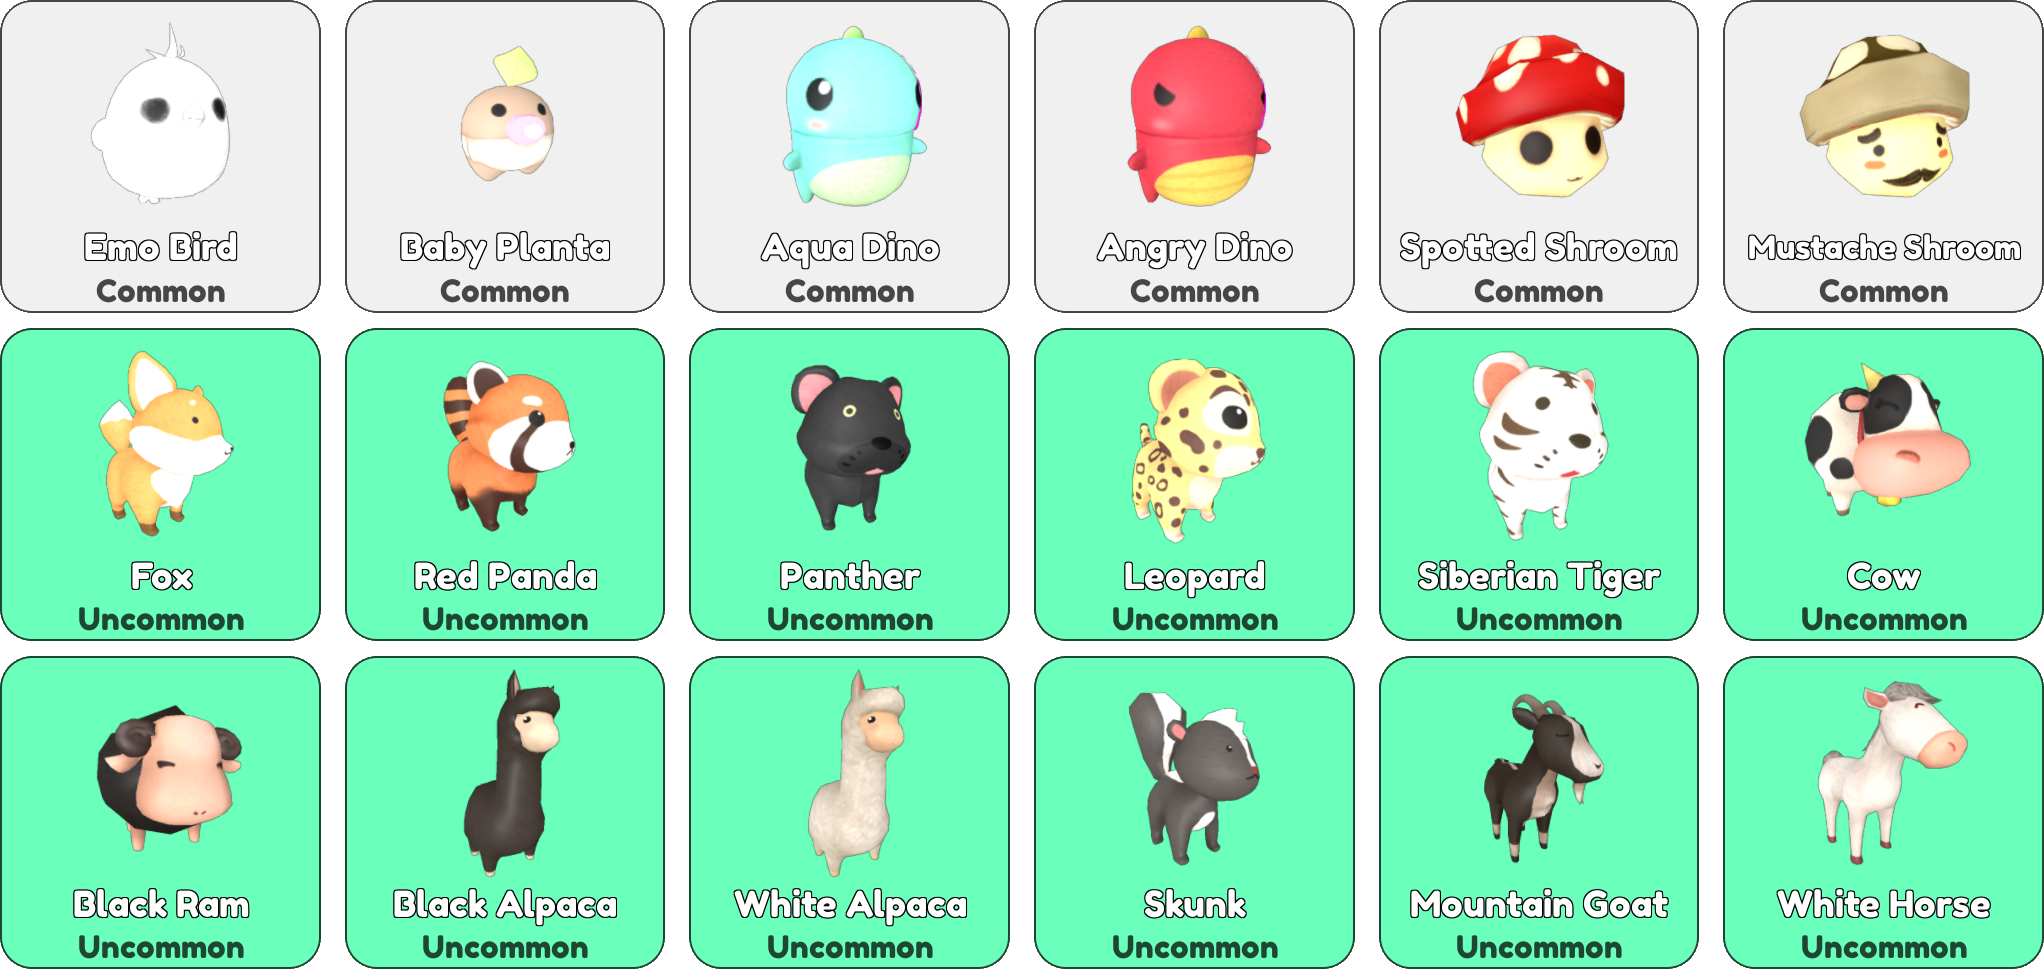 Emo Bird
Common
Baby Planta
Common
Aqua Dino
Common
Angry Dino
Common
Spotted Shroom
Common
Mustache Shroom
Common
Fox
Uncommon
Red Panda
Uncommon
Panther
Uncommon
Leopard
Uncommon
Siberian Tiger
Uncommon
Cow
Uncommon
Black Ram
Uncommon
Black Alpaca
Uncommon
White Alpaca
Uncommon
Skunk
Uncommon
Mountain Goat
Uncommon
White Horse
Uncommon